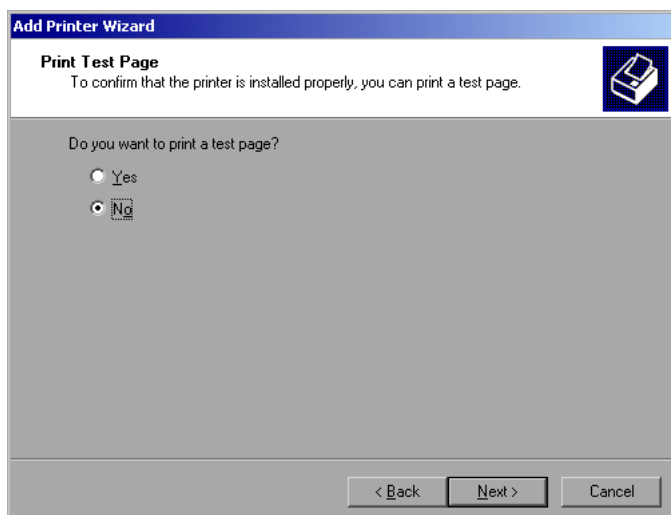 Add Printer Wizard
Print Test Page
To confirm that the printer is installed properly, you can print a test page.
Do you want to print a test page?
Yes
No
< Back
Next >
Cancel